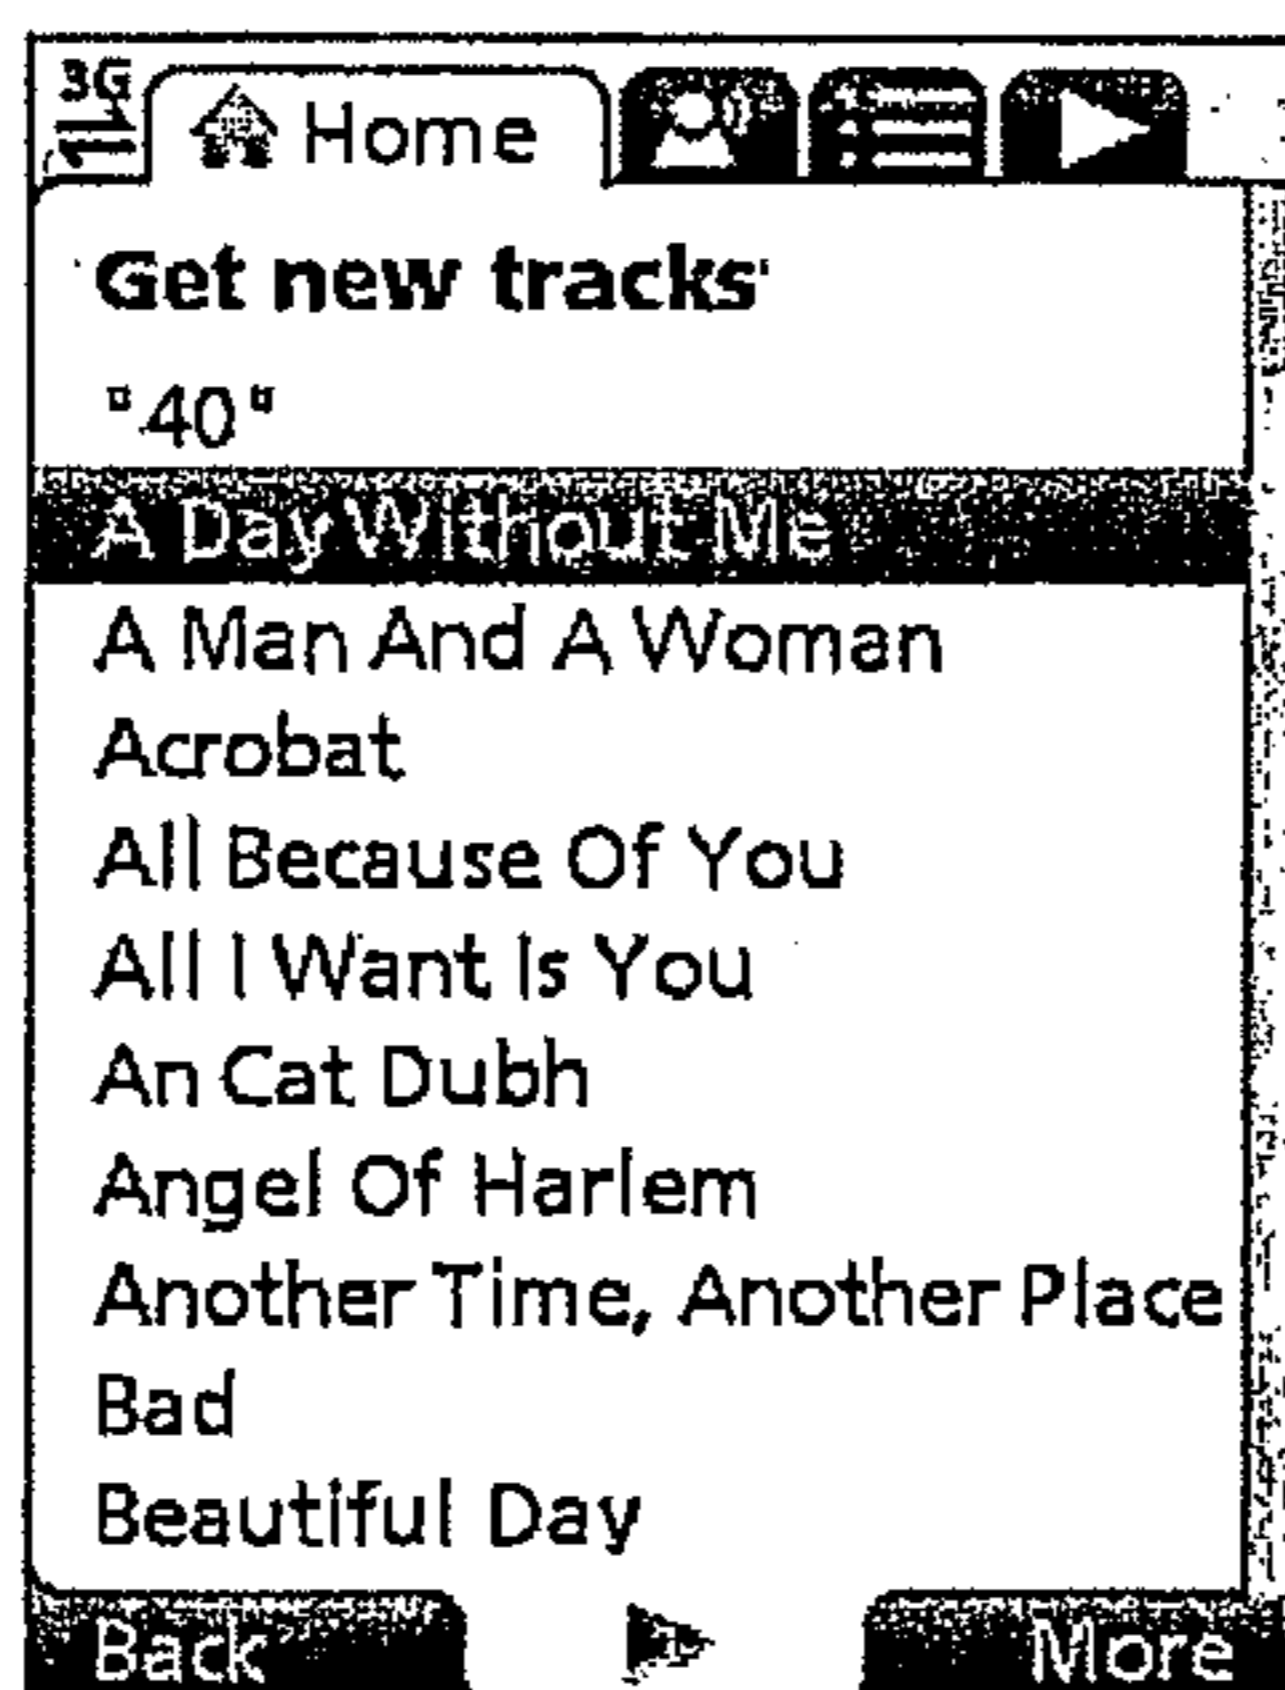 3G
Home
Get new tracks
"40"
A Day Without Me
A Man And A Woman
Acrobat
All Because Of You
All I Want Is You
An Cat Dubh
Angel Of Harlem
Another Time, Another Place
Bad
Beautiful Day
Back More